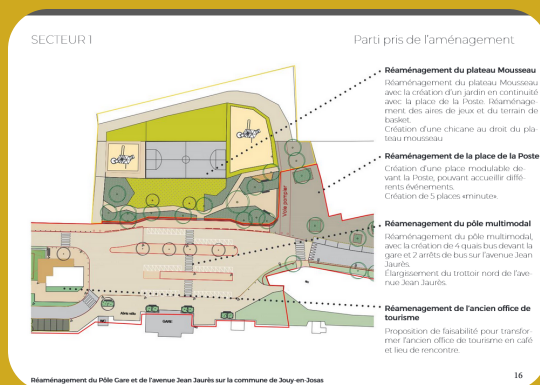 SECTEUR 1
Parti pris de l'aménagement
Réaménagement du plateau Mousseau
Réaménagement du plateau Mousseau
avec la création d'un jardin en continuité
avec la place de la Poste. Réaménage-
ment des aires de jeux et du terrain de
basket.
Création d'une chicane au droit du pla-
teau mousseau
Réaménagement de la place de la Poste
Création d'une place modulable de-
vant la Poste, pouvant accueillir diffé-
rents événements.
Création de 5 places «minute».
Réamenagement du pôle multimodal
Réaménagement du pôle multimodal,
avec la création de 4 quais bus devant la
gare et 2 arrêts de bus sur l'avenue Jean
Jaurès.
Élargissement du trottoir nord de l'ave-
nue Jean Jaurès.
Réamenagement de l'ancien office de
tourisme
Proposition de faisabilité pour transfor-
mer l'ancien office de tourisme en café
et lieu de rencontre.
Voie pompier
GARE
Réaménagement du Pôle Gare et de l'avenue Jean Jaurès sur la commune de Jouy-en-Josas
16